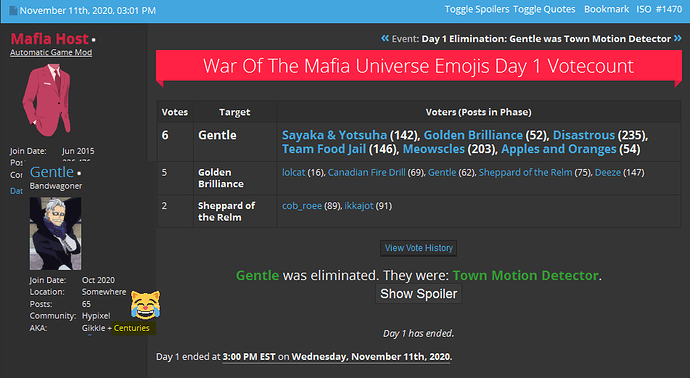 November 11th, 2020, 03:01 PM
Toggle Spoilers Toggle Quotes Bookmark ISO #1470
Mafia Host
Automatic Game Mod
Join Date: Jun 2015
« Event: Day 1 Elimination: Gentle was Town Motion Detector »
War Of The Mafia Universe Emojis Day 1 Votecount
Votes Target Voters (Posts in Phase)
6 Gentle Sayaka & Yotsuha (142), Golden Brilliance (52), Disastrous (235),
Team Food Jail (146), Meowscles (203), Apples and Oranges (54)
5 Golden Brilliance lolcat (16), Canadian Fire Drill (69), Gentle (62), Sheppard of the Relm (75), Deeze (147)
2 Sheppard of the Relm cob_roee (89), ikkajot (91)
View Vote History
Gentle was eliminated. They were: Town Motion Detector.
Show Spoiler
Day 1 has ended.
Day 1 ended at 3:00 PM EST on Wednesday, November 11th, 2020.
Gentle
Bandwagoner
Join Date: Oct 2020
Location: Somewhere
Posts: 65
Community: Hypixel
AKA: Gikkle + Centuries